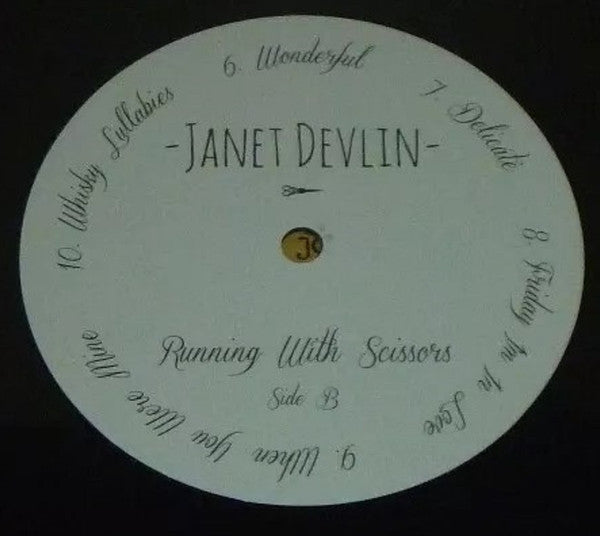 -JANET DEVLIN-
Running With Scissors
Side B
6. Wonderful
7. Delicate
8. Friday Im In Love
9. When You Were Mine
10. Whisky Lullabies